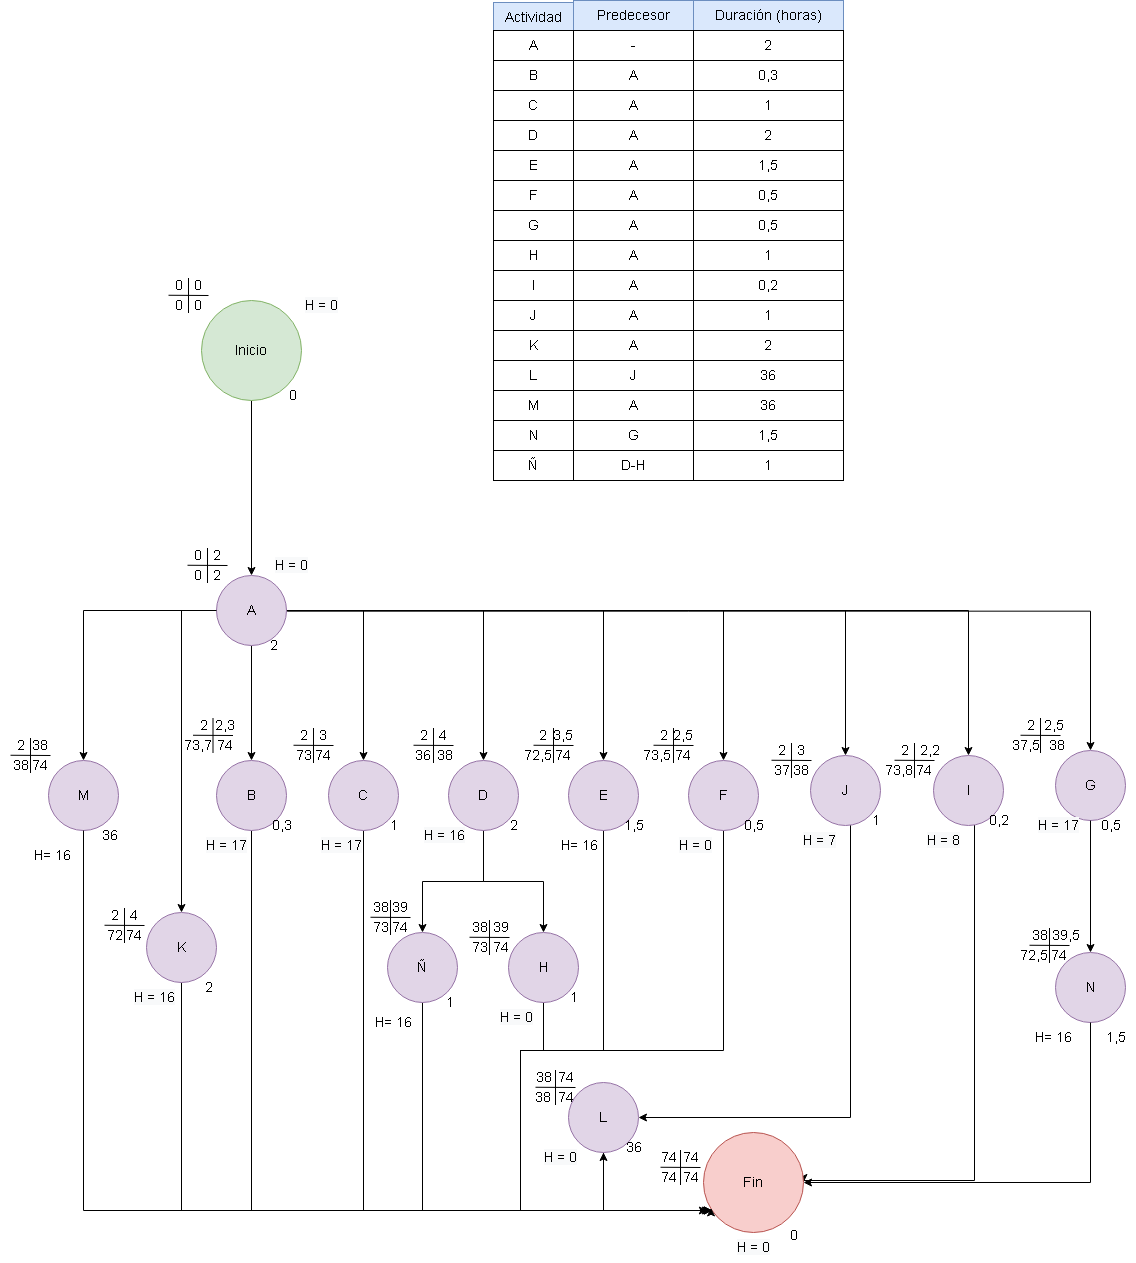 Actividad Predecesor Duración (horas)
A - 2
B A 0,3
C A 1
D A 2
E A 1,5
F A 0,5
G A 0,5
H A 1
I A 0,2
J A 1
K A 2
L J 36
M A 36
N G 1,5
Ñ D-H 1
0 0
0 0
H = 0
Inicio
0
0 2
0 2
H = 0
A
2
2 38
38 74
M
36
H= 16
2 2,3
73,7 74
B
0,3
H = 17
2 3
73 74
C
1
H = 17
2 4
36 38
D
2
H = 16
2 3,5
72,5 74
E
1,5
H= 16
2 2,5
73,5 74
F
0,5
H = 0
2 3
37 38
J
1
H = 7
2 2,2
73,8 74
I
0,2
H = 8
2 2,5
37,5 38
G
H = 17 0,5
2 4
72 74
K
2
H = 16
38 39
73 74
Ñ
1
H= 16
38 39
73 74
H
1
H = 0
38 39,5
72,5 74
N
H= 16 1,5
38 74
38 74
L
36
H = 0
74 74
74 74
Fin
0
H = 0